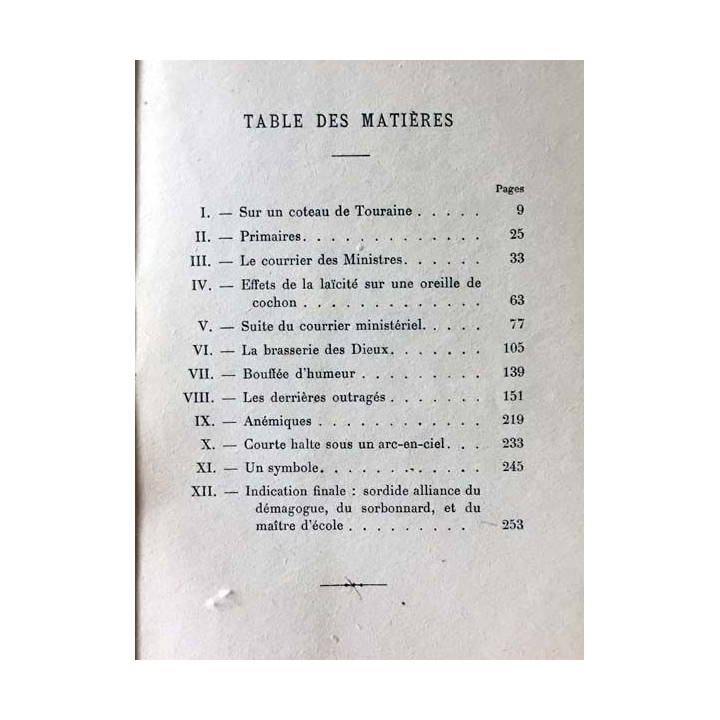 TABLE DES MATIÈRES
Pages
I. — Sur un coteau de Touraine . . . . . 9
II. — Primaires. . . . . . . . . . . . . 25
III. — Le courrier des Ministres. . . . . . 33
IV. — Effets de la laïcité sur une oreille de
cochon . . . . . . . . . . . . . 63
V. — Suite du courrier ministériel. . . . . 77
VI. — La brasserie des Dieux. . . . . . . 105
VII. — Bouffée d'humeur . . . . . . . . . 139
VIII. — Les derrières outragés . . . . . . . 151
IX. — Anémiques . . . . . . . . . . . . 219
X. — Courte halte sous un arc-en-ciel. . . 233
XI. — Un symbole. . . . . . . . . . . . 245
XII. — Indication finale : sordide alliance du
démagogue, du sorbonnard, et du
maître d'école . . . . . . . . . 253